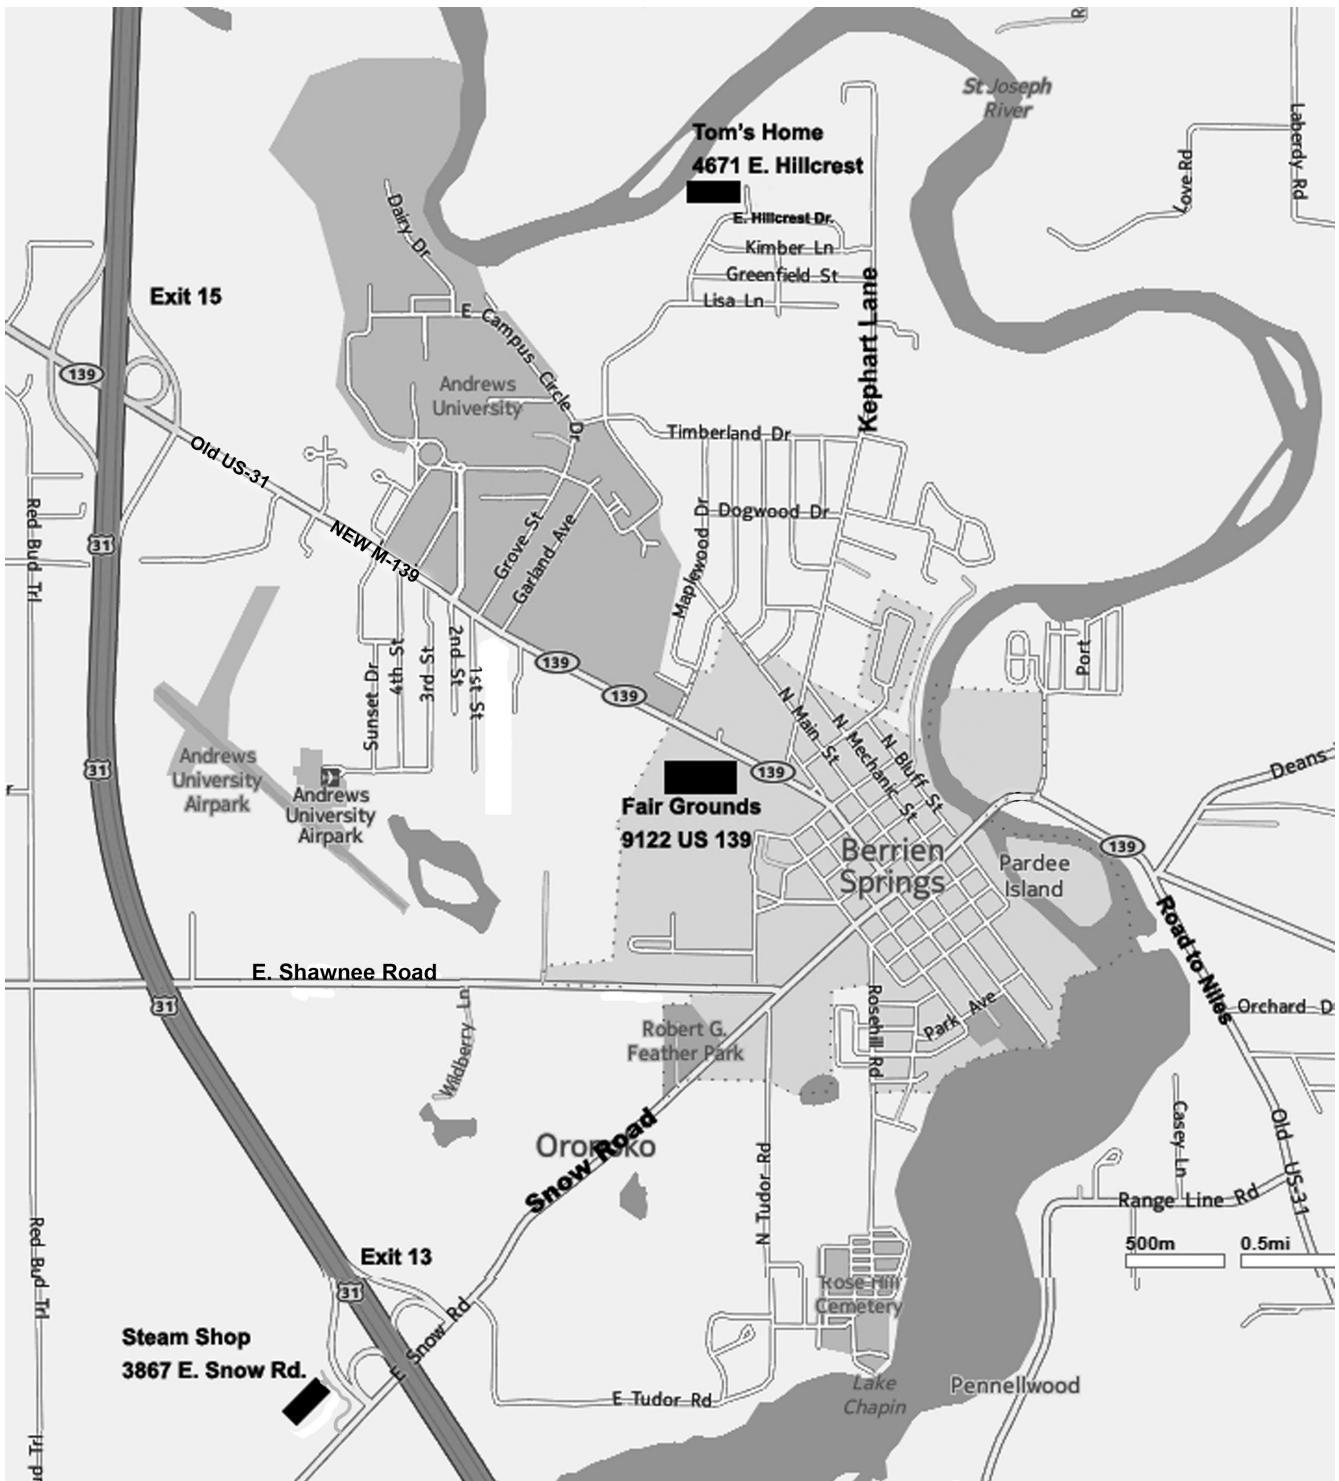 St Joseph
River
Laberdy Rd
Love Rd
Tom's Home
4671 E. Hillcrest
E. Hillcrest Dr.
Kimber Ln
Greenfield St
Lisa Ln
Kephart Lane
Dairy Dr
Exit 15
E Campus Circle Dr
139
Andrews
University
Old US-31
Timberland Dr
Dogwood Dr
Maplewood Dr
NEW M-139
Grove St
Garland Ave
Red Bud Trl
31
Sunset Dr
4th St
3rd St
2nd St
1st St
139
139
Port
N Main St
N Mechanic St
N Bluff St
31
Andrews
University
Airpark
Andrews
University
Airpark
139
Fair Grounds
9122 US 139
Deans
139
Berrien
Springs
Pardee
Island
Road to Niles
E. Shawnee Road
31
Wildberry Ln
Robert G.
Feather Park
Rosehill Rd
Park Ave
Orchard D
Oronoko
Snow Road
N Tudor Rd
Casey Ln
Old US-31
Range Line Rd
500m
0.5mi
Red Bud Trl
Exit 13
31
E Snow Rd
Rose Hill
Cemetery
Steam Shop
3867 E. Snow Rd.
E Tudor Rd
Lake
Chapin
Pennellwood